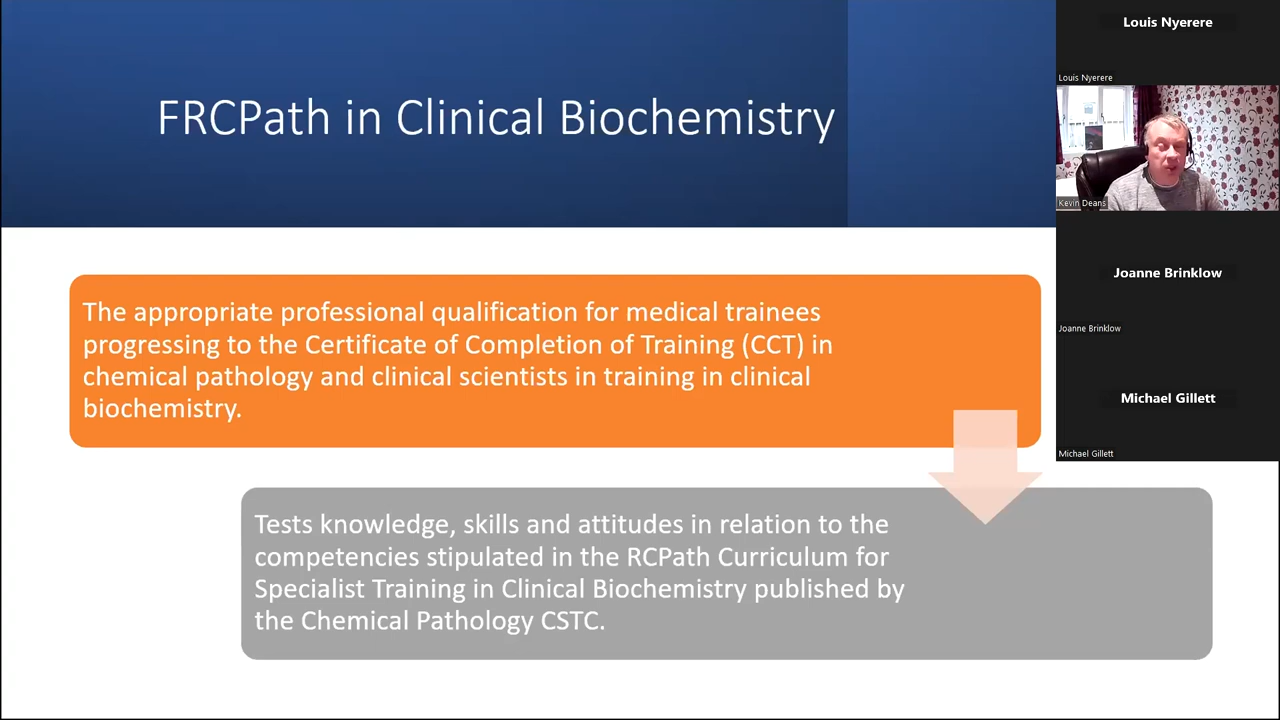 FRCPath in Clinical Biochemistry
The appropriate professional qualification for medical trainees
progressing to the Certificate of Completion of Training (CCT) in
chemical pathology and clinical scientists in training in clinical
biochemistry.
Tests knowledge, skills and attitudes in relation to the
competencies stipulated in the RCPath Curriculum for
Specialist Training in Clinical Biochemistry published by
the Chemical Pathology CSTC.
Louis Nyerere
Louis Nyerere
Kevin Deans
Joanne Brinklow
Joanne Brinklow
Michael Gillett
Michael Gillett